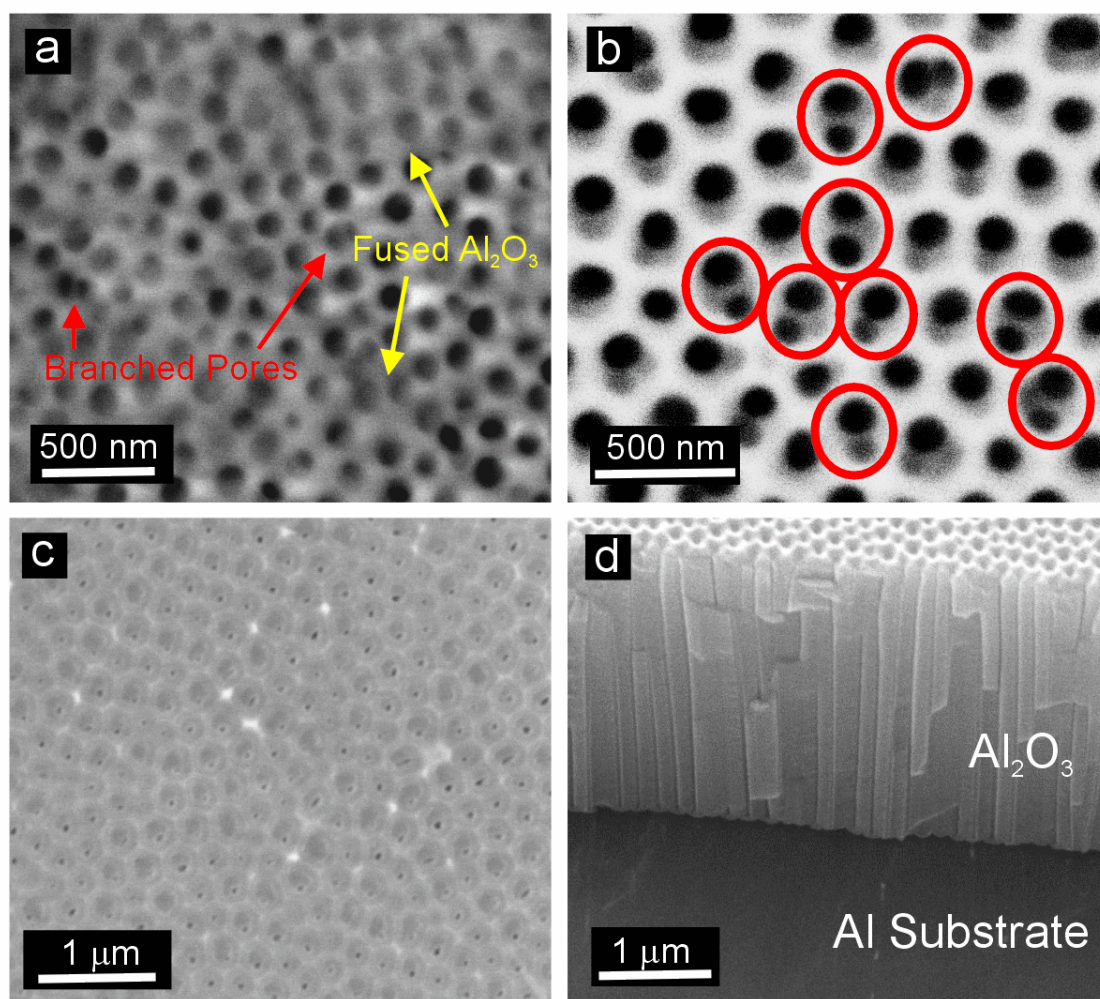 a
Fused Al₂O₃
Branched Pores
500 nm
b
500 nm
c
1 μm
d
Al₂O₃
Al Substrate
1 μm